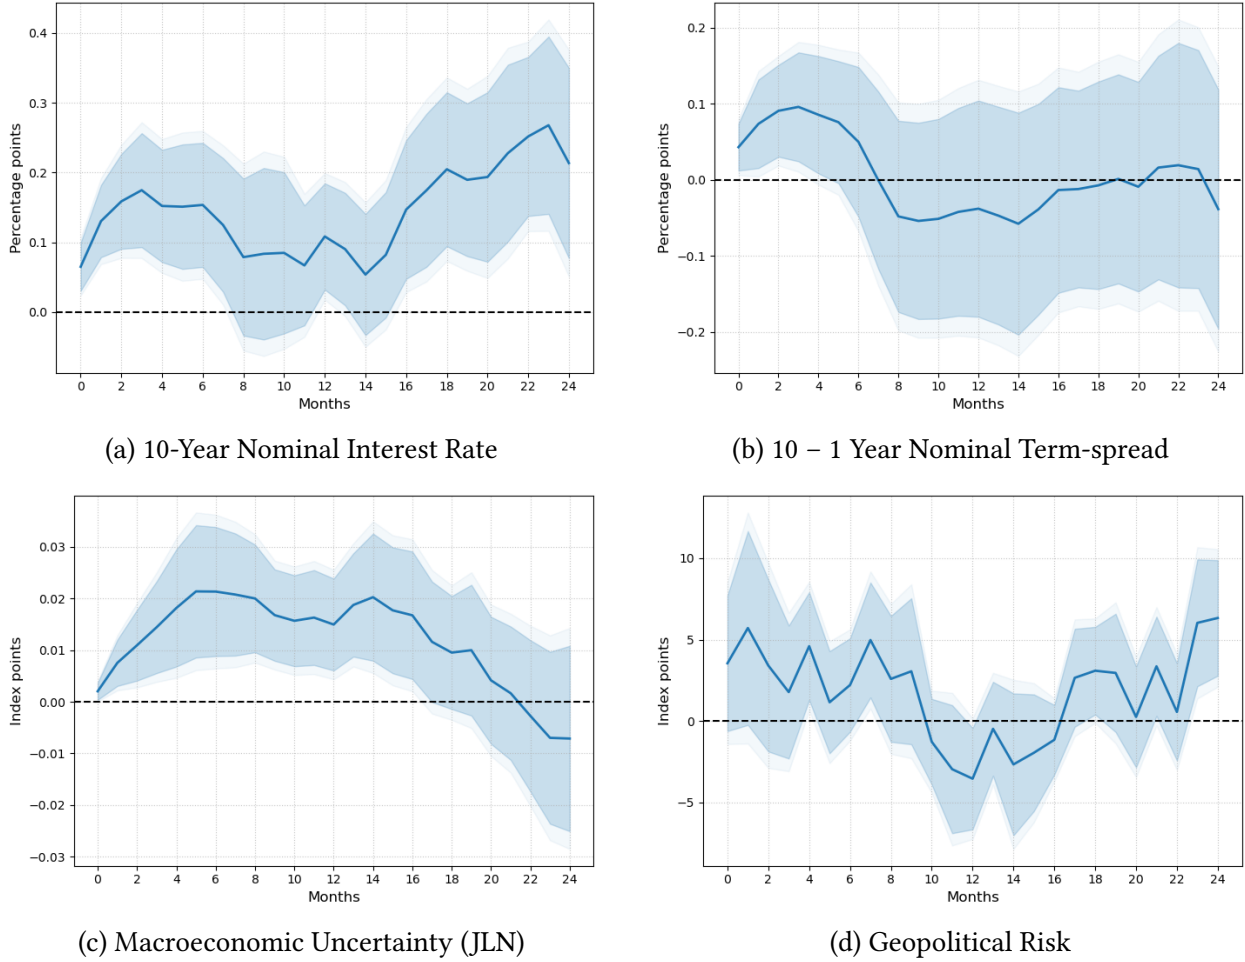 0.4
0.3
0.2
0.1
0.0
Percentage points
0 2 4 6 8 10 12 14 16 18 20 22 24
Months
(a) 10-Year Nominal Interest Rate
0.2
0.1
0.0
−0.1
−0.2
Percentage points
0 2 4 6 8 10 12 14 16 18 20 22 24
Months
(b) 10 – 1 Year Nominal Term-spread
0.03
0.02
0.01
0.00
−0.01
−0.02
−0.03
Index points
0 2 4 6 8 10 12 14 16 18 20 22 24
Months
(c) Macroeconomic Uncertainty (JLN)
10
5
0
−5
Index points
0 2 4 6 8 10 12 14 16 18 20 22 24
Months
(d) Geopolitical Risk